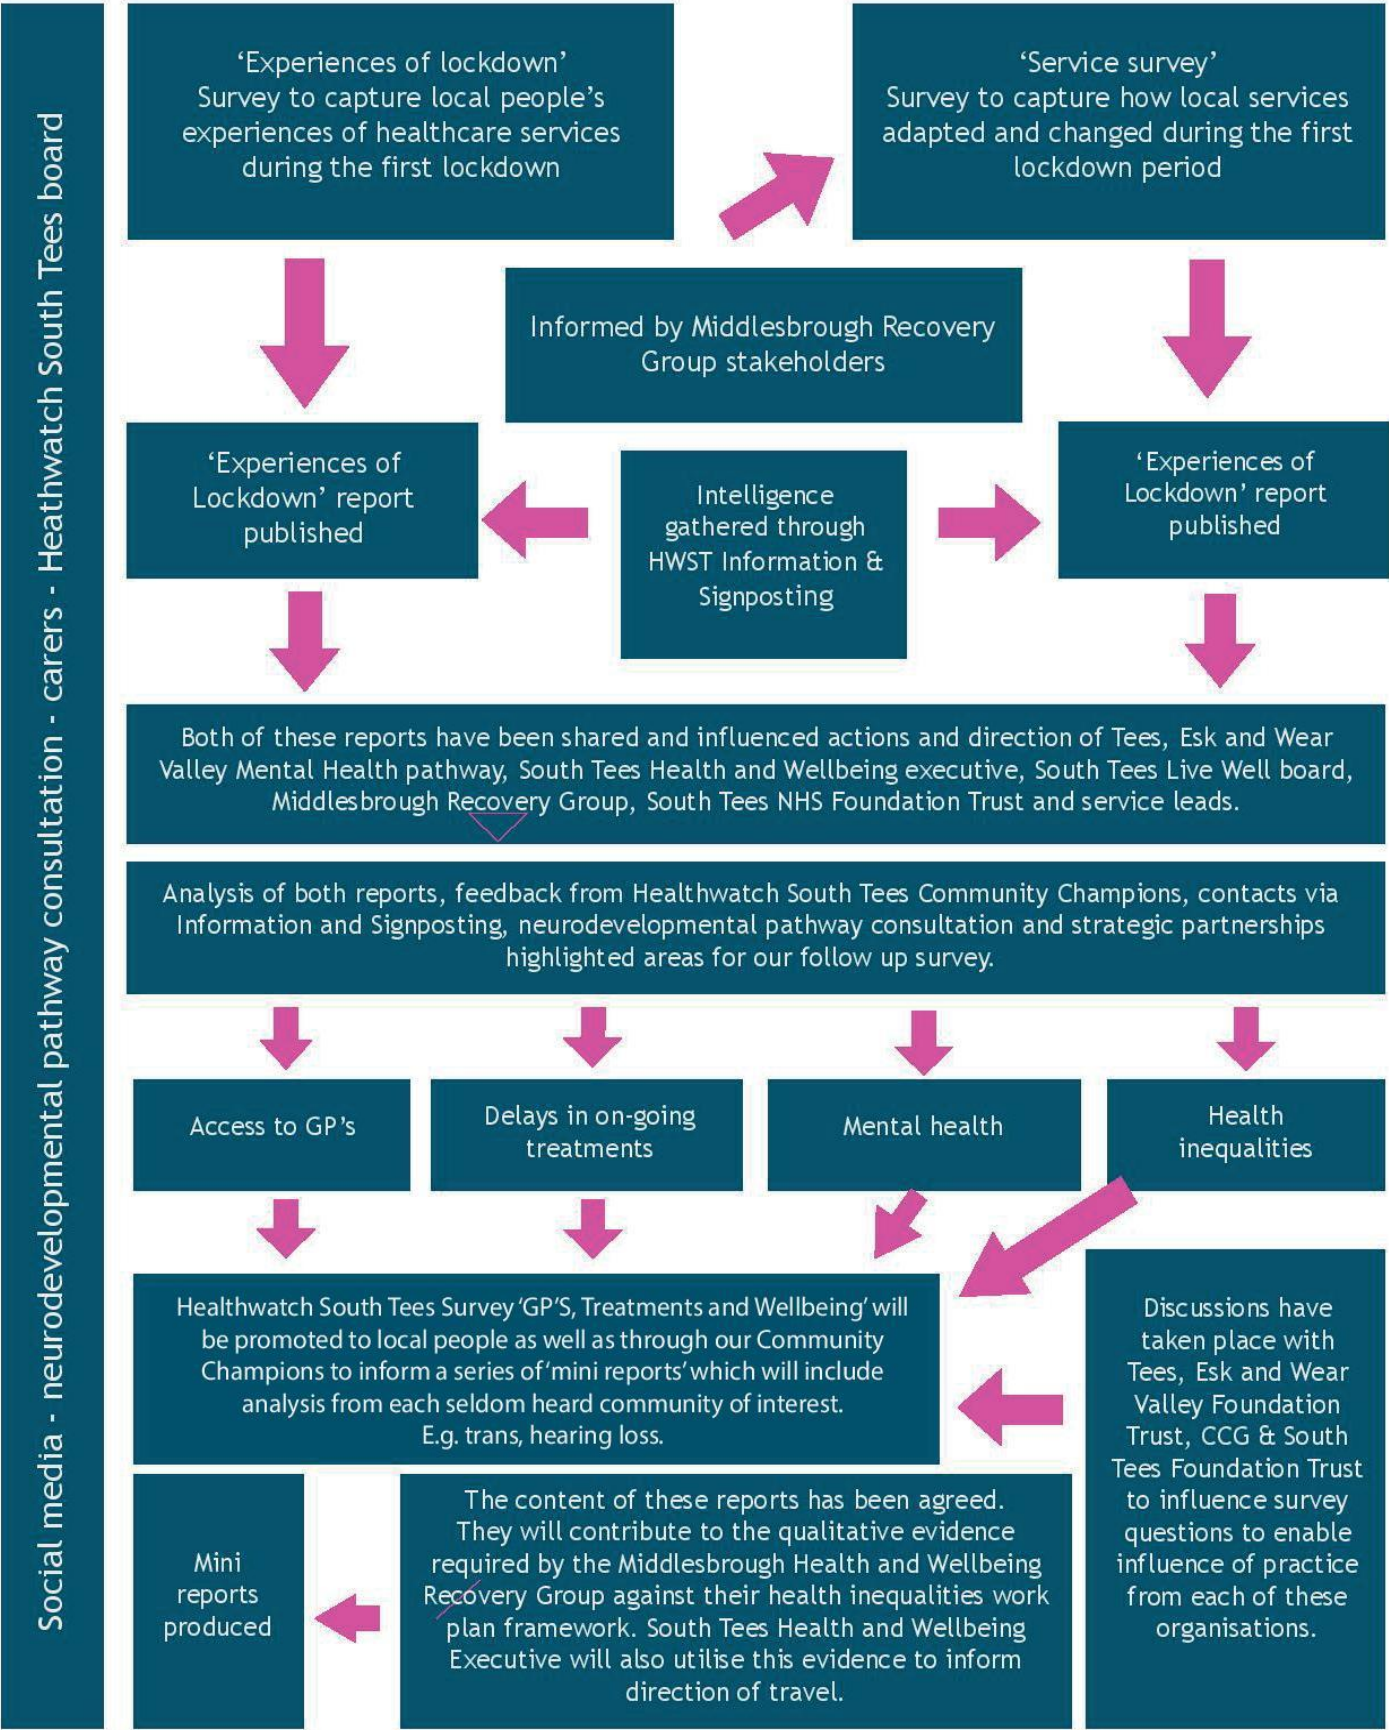 Social media - neurodevelopmental pathway consultation - carers - Heathwatch South Tees board
‘Experiences of lockdown’
Survey to capture local people’s
experiences of healthcare services
during the first lockdown
‘Service survey’
Survey to capture how local services
adapted and changed during the first
lockdown period
Informed by Middlesbrough Recovery
Group stakeholders
‘Experiences of
Lockdown’ report
published
Intelligence
gathered through
HWST Information &
Signposting
‘Experiences of
Lockdown’ report
published
Both of these reports have been shared and influenced actions and direction of Tees, Esk and Wear
Valley Mental Health pathway, South Tees Health and Wellbeing executive, South Tees Live Well board,
Middlesbrough Recovery Group, South Tees NHS Foundation Trust and service leads.
Analysis of both reports, feedback from Healthwatch South Tees Community Champions, contacts via
Information and Signposting, neurodevelopmental pathway consultation and strategic partnerships
highlighted areas for our follow up survey.
Access to GP’s
Delays in on-going
treatments
Mental health
Health
inequalities
Healthwatch South Tees Survey ‘GP’S, Treatments and Wellbeing’ will
be promoted to local people as well as through our Community
Champions to inform a series of ‘mini reports’ which will include
analysis from each seldom heard community of interest.
E.g. trans, hearing loss.
Discussions have
taken place with
Tees, Esk and Wear
Valley Foundation
Trust, CCG & South
Tees Foundation Trust
to influence survey
questions to enable
influence of practice
from each of these
organisations.
Mini
reports
produced
The content of these reports has been agreed.
They will contribute to the qualitative evidence
required by the Middlesbrough Health and Wellbeing
Recovery Group against their health inequalities work
plan framework. South Tees Health and Wellbeing
Executive will also utilise this evidence to inform
direction of travel.